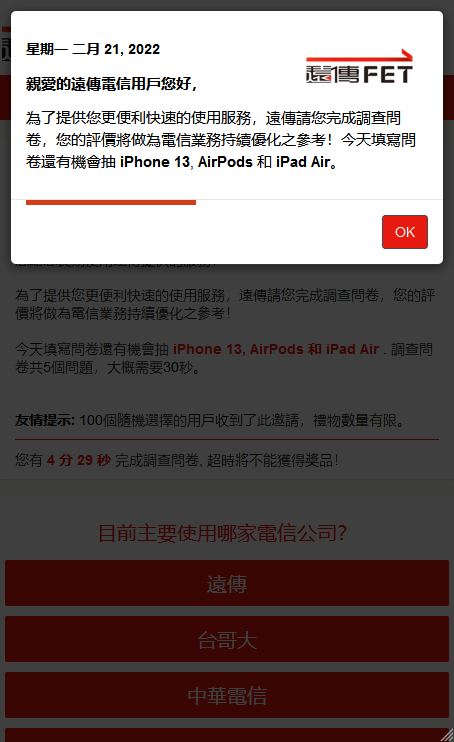 星期一 二月 21, 2022
遠傳 FET
親愛的遠傳電信用戶您好，
為了提供您更便利快速的使用服務，遠傳請您完成調查問
卷，您的評價將做為電信業務持續優化之參考！今天填寫問
卷還有機會抽 iPhone 13, AirPods 和 iPad Air。
OK
為了提供您更便利快速的使用服務，遠傳請您完成調查問卷，您的評
價將做為電信業務持續優化之參考！
今天填寫問卷還有機會抽 iPhone 13, AirPods 和 iPad Air . 調查問
卷共5個問題，大概需要30秒。
友情提示: 100個隨機選擇的用戶收到了此邀請，禮物數量有限。
您有 4 分 29 秒 完成調查問卷, 超時將不能獲得獎品！
目前主要使用哪家電信公司?
遠傳
台哥大
中華電信